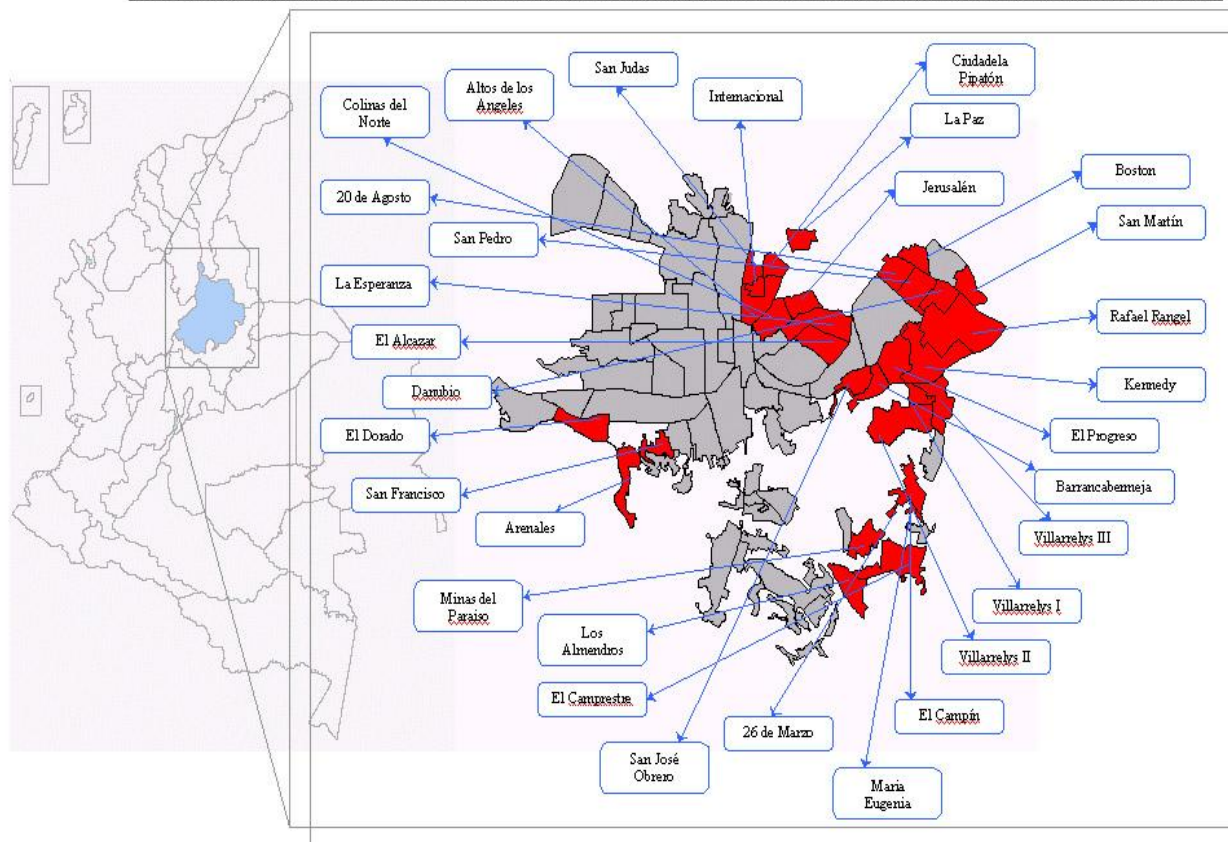 San Judas
Ciudadela
Pipatón
Altos de los
Angeles
Internacional
Colinas del
Norte
La Paz
Boston
20 de Agosto
Jerusalén
San Martín
San Pedro
La Esperanza
Rafael Rangel
El Alcazar
Danubio
Kennedy
El Dorado
El Progreso
San Francisco
Barrancabermeja
Arenales
Villarrelys III
Minas del
Paraiso
Villarrelys I
Los
Almendros
Villarrelys II
El Camprestre
El Campín
26 de Marzo
San José
Obrero
Maria
Eugenia